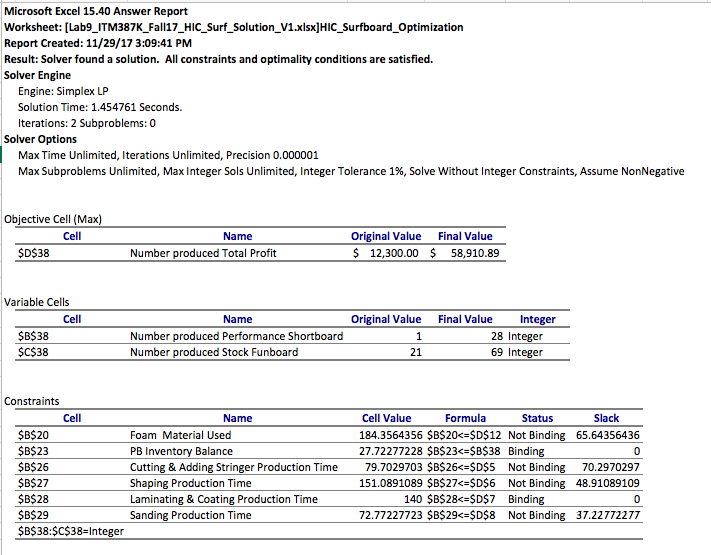 Microsoft Excel 15.40 Answer Report
Worksheet: [Lab9_ITM387K_Fall17_HIC_Surf_Solution_V1.xlsx]HIC_Surfboard_Optimization
Report Created: 11/29/17 3:09:41 PM
Result: Solver found a solution.  All constraints and optimality conditions are satisfied.
Solver Engine
Engine: Simplex LP
Solution Time: 1.454761 Seconds.
Iterations: 2 Subproblems: 0
Solver Options
Max Time Unlimited, Iterations Unlimited, Precision 0.000001
Max Subproblems Unlimited, Max Integer Sols Unlimited, Integer Tolerance 1%, Solve Without Integer Constraints, Assume NonNegative
Objective Cell (Max)
Cell Name Original Value Final Value
$D$38 Number produced Total Profit $ 12,300.00 $ 58,910.89
Variable Cells
Cell Name Original Value Final Value Integer
$B$38 Number produced Performance Shortboard 1 28 Integer
$C$38 Number produced Stock Funboard 21 69 Integer
Constraints
Cell Name Cell Value Formula Status Slack
$B$20 Foam  Material Used 184.3564356 $B$20<=$D$12 Not Binding 65.64356436
$B$23 PB Inventory Balance 27.72277228 $B$23<=$B$38 Binding 0
$B$26 Cutting & Adding Stringer Production Time 79.7029703 $B$26<=$D$5 Not Binding 70.2970297
$B$27 Shaping Production Time 151.0891089 $B$27<=$D$6 Not Binding 48.91089109
$B$28 Laminating & Coating Production Time 140 $B$28<=$D$7 Binding 0
$B$29 Sanding Production Time 72.77227723 $B$29<=$D$8 Not Binding 37.22772277
$B$38:$C$38=Integer